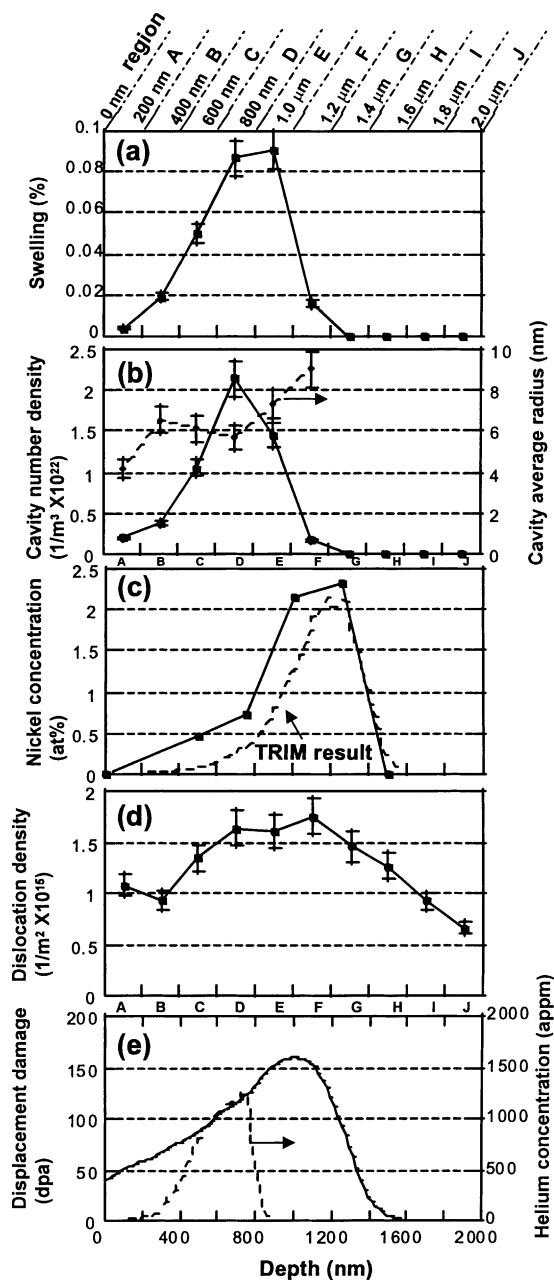 0 nm region
200 nm A
400 nm B
600 nm C
800 nm D
1.0 μm E
1.2 μm F
1.4 μm G
1.6 μm H
1.8 μm I
2.0 μm J
(a)
Swelling (%)
0.1
0.08
0.06
0.04
0.02
0
(b)
Cavity number density
(1/m³ X10²²)
2.5
2
1.5
1
0.5
0
Cavity average radius (nm)
10
8
6
4
2
0
A B C D E F G H I J
(c)
Nickel concentration
(at%)
2.5
2
1.5
1
0.5
0
TRIM result
(d)
Dislocation density
(1/m² X10¹⁵)
2
1.5
1
0.5
0
A B C D E F G H I J
(e)
Displacement damage
(dpa)
200
150
100
50
0
Helium concentration (appm)
2000
1500
1000
500
0
0 400 800 1200 1600 2000
Depth (nm)